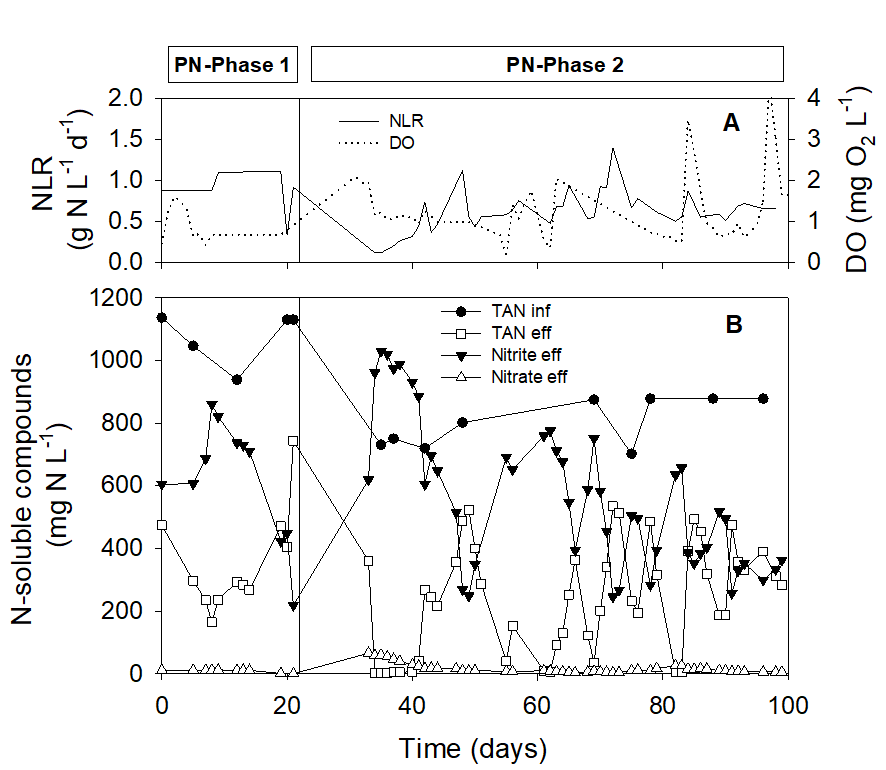 PN-Phase 1
PN-Phase 2
2.0
1.5
1.0
0.5
0.0
NLR
(g N L⁻¹ d⁻¹)
NLR
DO
A
4
3
2
1
0
DO (mg O₂ L⁻¹)
1200
1000
800
600
400
200
0
N-soluble compounds
(mg N L⁻¹)
TAN inf
TAN eff
Nitrite eff
Nitrate eff
B
0 20 40 60 80 100
Time (days)